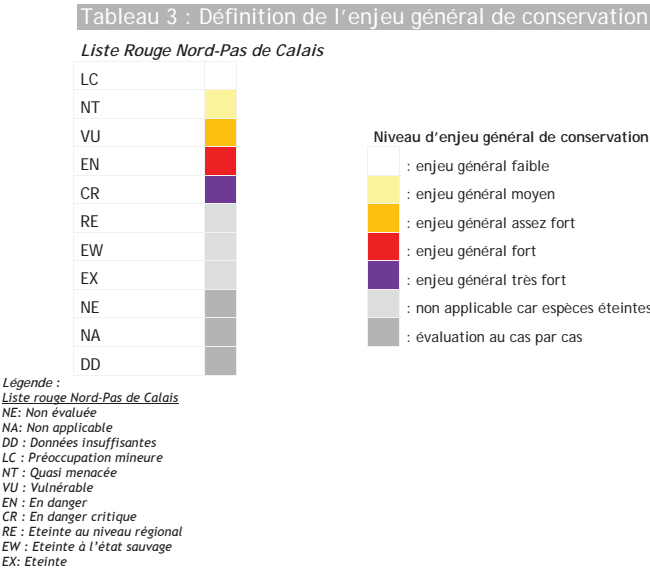 Tableau 3 : Définition de l'enjeu général de conservation
Liste Rouge Nord-Pas de Calais
LC
NT
VU
EN
CR
RE
EW
EX
NE
NA
DD
Niveau d'enjeu général de conservation
: enjeu général faible
: enjeu général moyen
: enjeu général assez fort
: enjeu général fort
: enjeu général très fort
: non applicable car espèces éteintes
: évaluation au cas par cas
Légende :
Liste rouge Nord-Pas de Calais
NE: Non évaluée
NA: Non applicable
DD : Données insuffisantes
LC : Préoccupation mineure
NT : Quasi menacée
VU : Vulnérable
EN : En danger
CR : En danger critique
RE : Eteinte au niveau régional
EW : Eteinte à l'état sauvage
EX: Eteinte